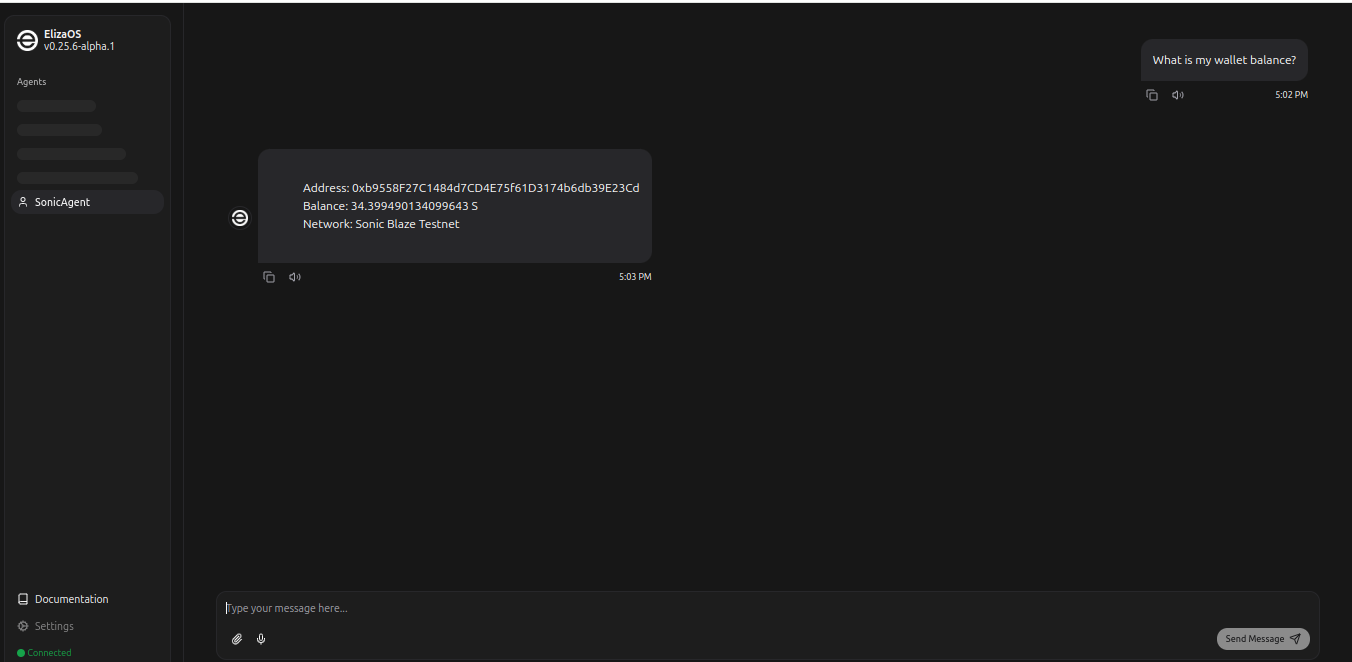 ElizaOS
v0.25.6-alpha.1
Agents
SonicAgent
Documentation
Settings
Connected
What is my wallet balance?
5:02 PM
Address: 0xb9558F27C1484d7CD4E75f61D3174b6db39E23Cd
Balance: 34.399490134099643 S
Network: Sonic Blaze Testnet
5:03 PM
Type your message here...
Send Message